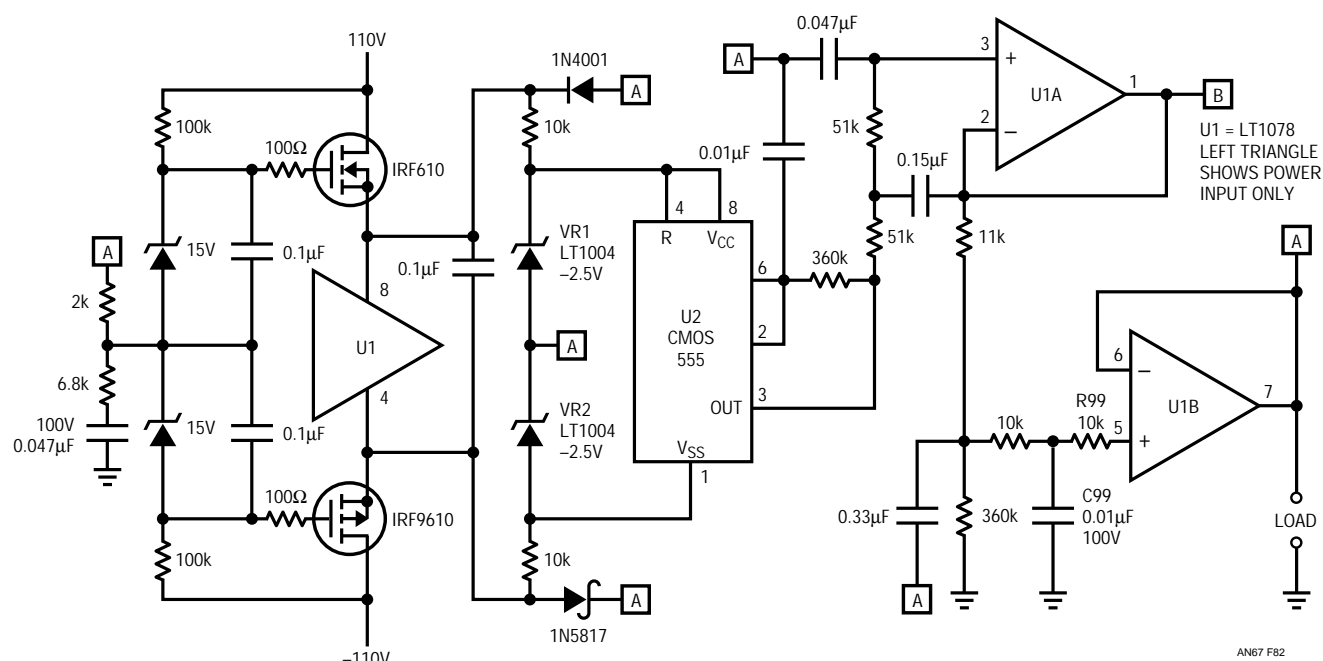 110V
100k
100Ω
IRF610
A
15V
0.1μF
2k
6.8k
100V
0.047μF
15V
0.1μF
100Ω
IRF9610
100k
–110V
8
U1
4
0.1μF
1N4001
A
10k
VR1
LT1004
–2.5V
A
VR2
LT1004
–2.5V
10k
1N5817
A
A
0.047μF
0.01μF
4
8
R
VCC
6
U2
CMOS
555
2
OUT
3
VSS
1
360k
51k
51k
0.15μF
3
+
U1A
1
2
–
B
U1 = LT1078
LEFT TRIANGLE
SHOWS POWER
INPUT ONLY
11k
A
6
–
U1B
7
5
+
10k
R99
10k
0.33μF
360k
C99
0.01μF
100V
A
LOAD
AN67 F82